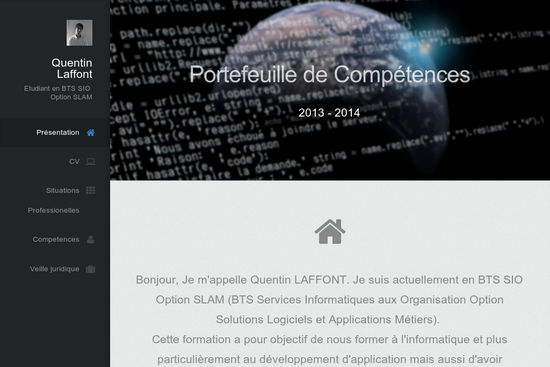 Quentin
Laffont
Etudiant en BTS SIO
Option SLAM
Présentation
CV
Situations
Professionelles
Competences
Veille juridique
Portefeuille de Compétences
2013 - 2014
Bonjour, Je m'appelle Quentin LAFFONT. Je suis actuellement en BTS SIO
Option SLAM (BTS Services Informatiques aux Organisation Option
Solutions Logiciels et Applications Métiers).
Cette formation a pour objectif de nous former à l'informatique et plus
particulièrement au développement d'application mais aussi d'avoir